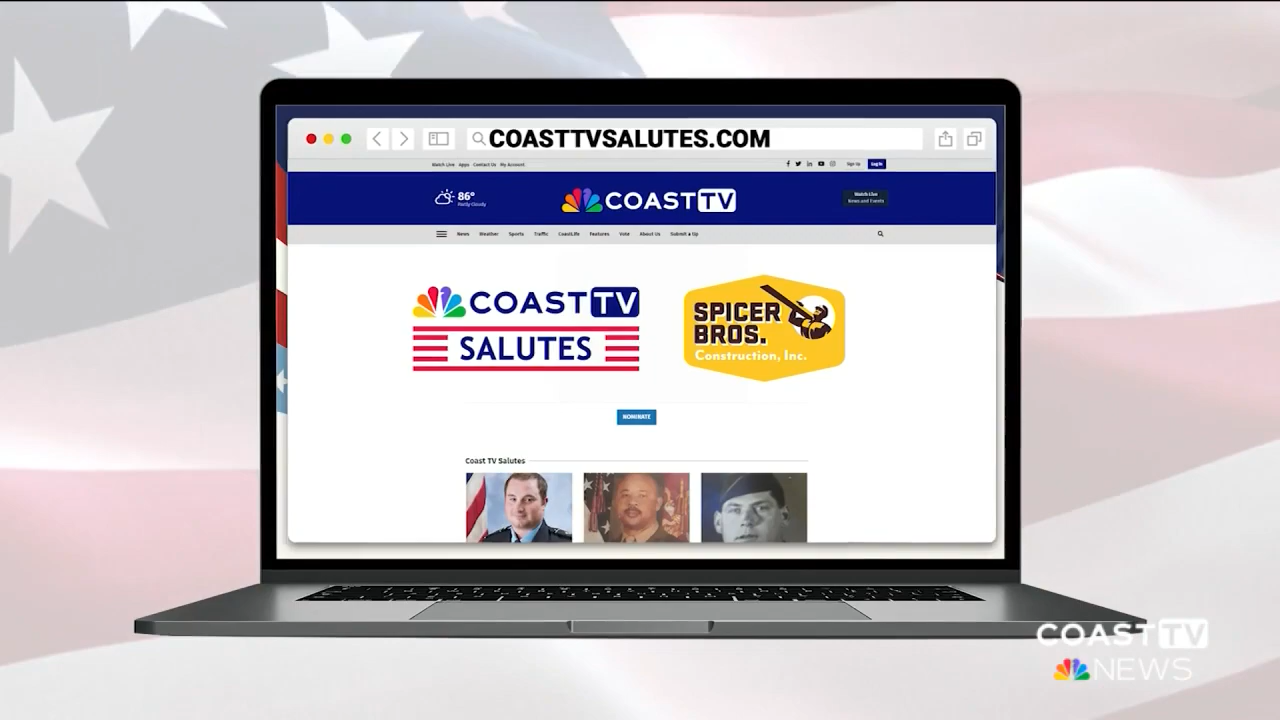 COASTTVSALUTES.COM
Watch Live Apps Contact Us My Account
Sign Up Log In
86°
Partly Cloudy
COAST TV
Watch Live
News and Events
News Weather Sports Traffic CoastLife Features Vote About Us Submit a Tip
COAST TV
SALUTES
SPICER
BROS.
Construction, Inc.
NOMINATE
Coast TV Salutes
COAST TV
NEWS